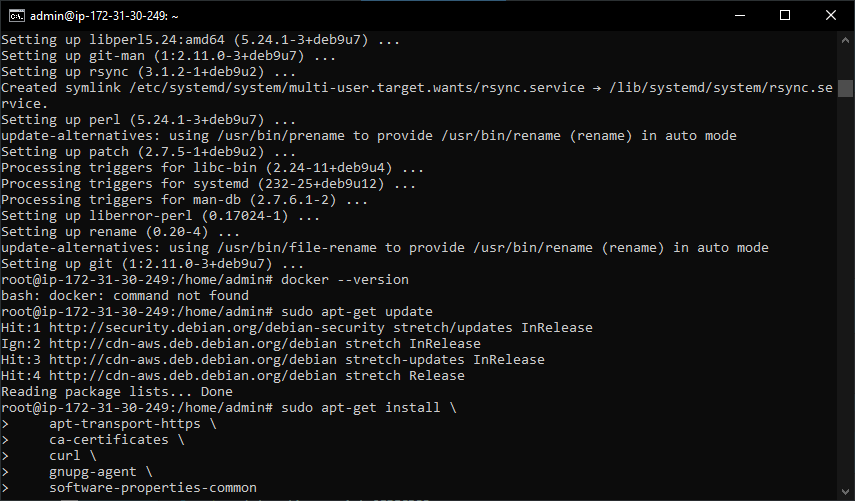 admin@ip-172-31-30-249: ~
Setting up libperl5.24:amd64 (5.24.1-3+deb9u7) ...
Setting up git-man (1:2.11.0-3+deb9u7) ...
Setting up rsync (3.1.2-1+deb9u2) ...
Created symlink /etc/systemd/system/multi-user.target.wants/rsync.service → /lib/systemd/system/rsync.se
rvice.
Setting up perl (5.24.1-3+deb9u7) ...
update-alternatives: using /usr/bin/prename to provide /usr/bin/rename (rename) in auto mode
Setting up patch (2.7.5-1+deb9u2) ...
Processing triggers for libc-bin (2.24-11+deb9u4) ...
Processing triggers for systemd (232-25+deb9u12) ...
Processing triggers for man-db (2.7.6.1-2) ...
Setting up liberror-perl (0.17024-1) ...
Setting up rename (0.20-4) ...
update-alternatives: using /usr/bin/file-rename to provide /usr/bin/rename (rename) in auto mode
Setting up git (1:2.11.0-3+deb9u7) ...
root@ip-172-31-30-249:/home/admin# docker --version
bash: docker: command not found
root@ip-172-31-30-249:/home/admin# sudo apt-get update
Hit:1 http://security.debian.org/debian-security stretch/updates InRelease
Ign:2 http://cdn-aws.deb.debian.org/debian stretch InRelease
Hit:3 http://cdn-aws.deb.debian.org/debian stretch-updates InRelease
Hit:4 http://cdn-aws.deb.debian.org/debian stretch Release
Reading package lists... Done
root@ip-172-31-30-249:/home/admin# sudo apt-get install \
>     apt-transport-https \
>     ca-certificates \
>     curl \
>     gnupg-agent \
>     software-properties-common